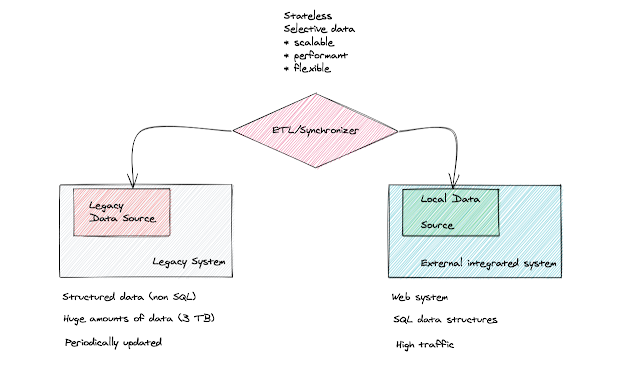 Stateless
Selective data
* scalable
* performant
* flexible
ETL/Synchronizer
Legacy
Data Source
Legacy System
Local Data
Source
External integrated system
Structured data (non SQL)
Huge amounts of data (3 TB)
Periodically updated
Web system
SQL data structures
High traffic